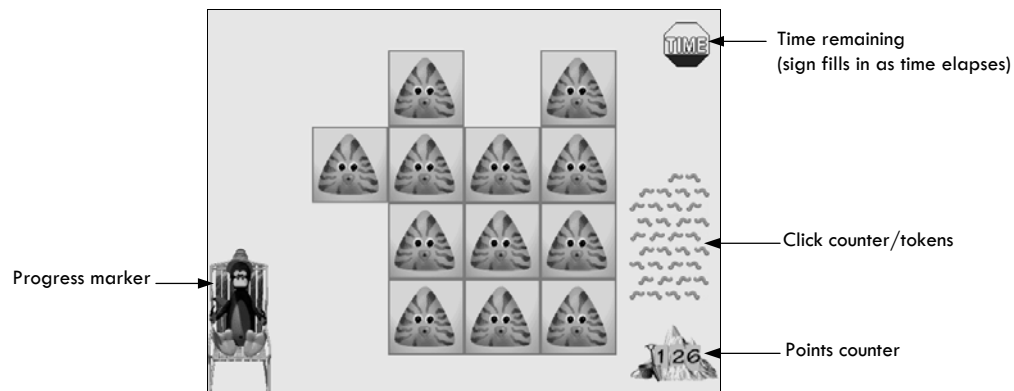 TIME
Time remaining
(sign fills in as time elapses)
Click counter/tokens
Progress marker
126
Points counter